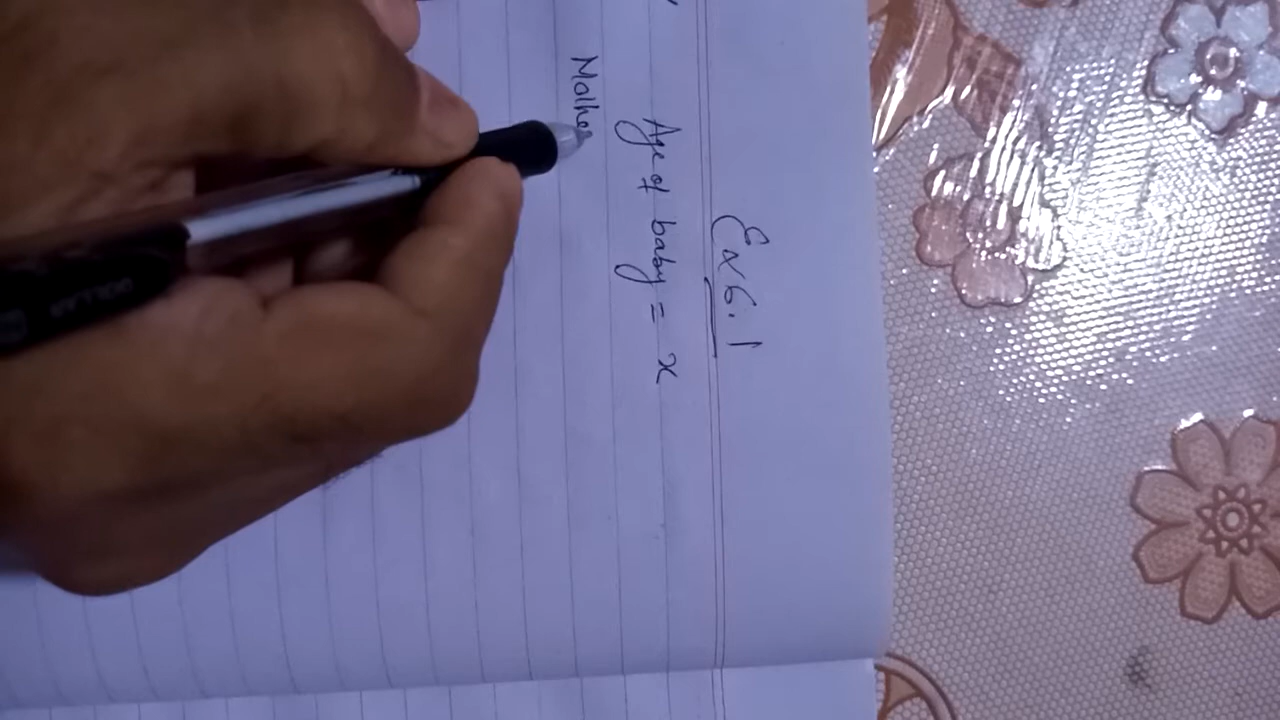 Ex 6.1
Age of baby = x
Mothe